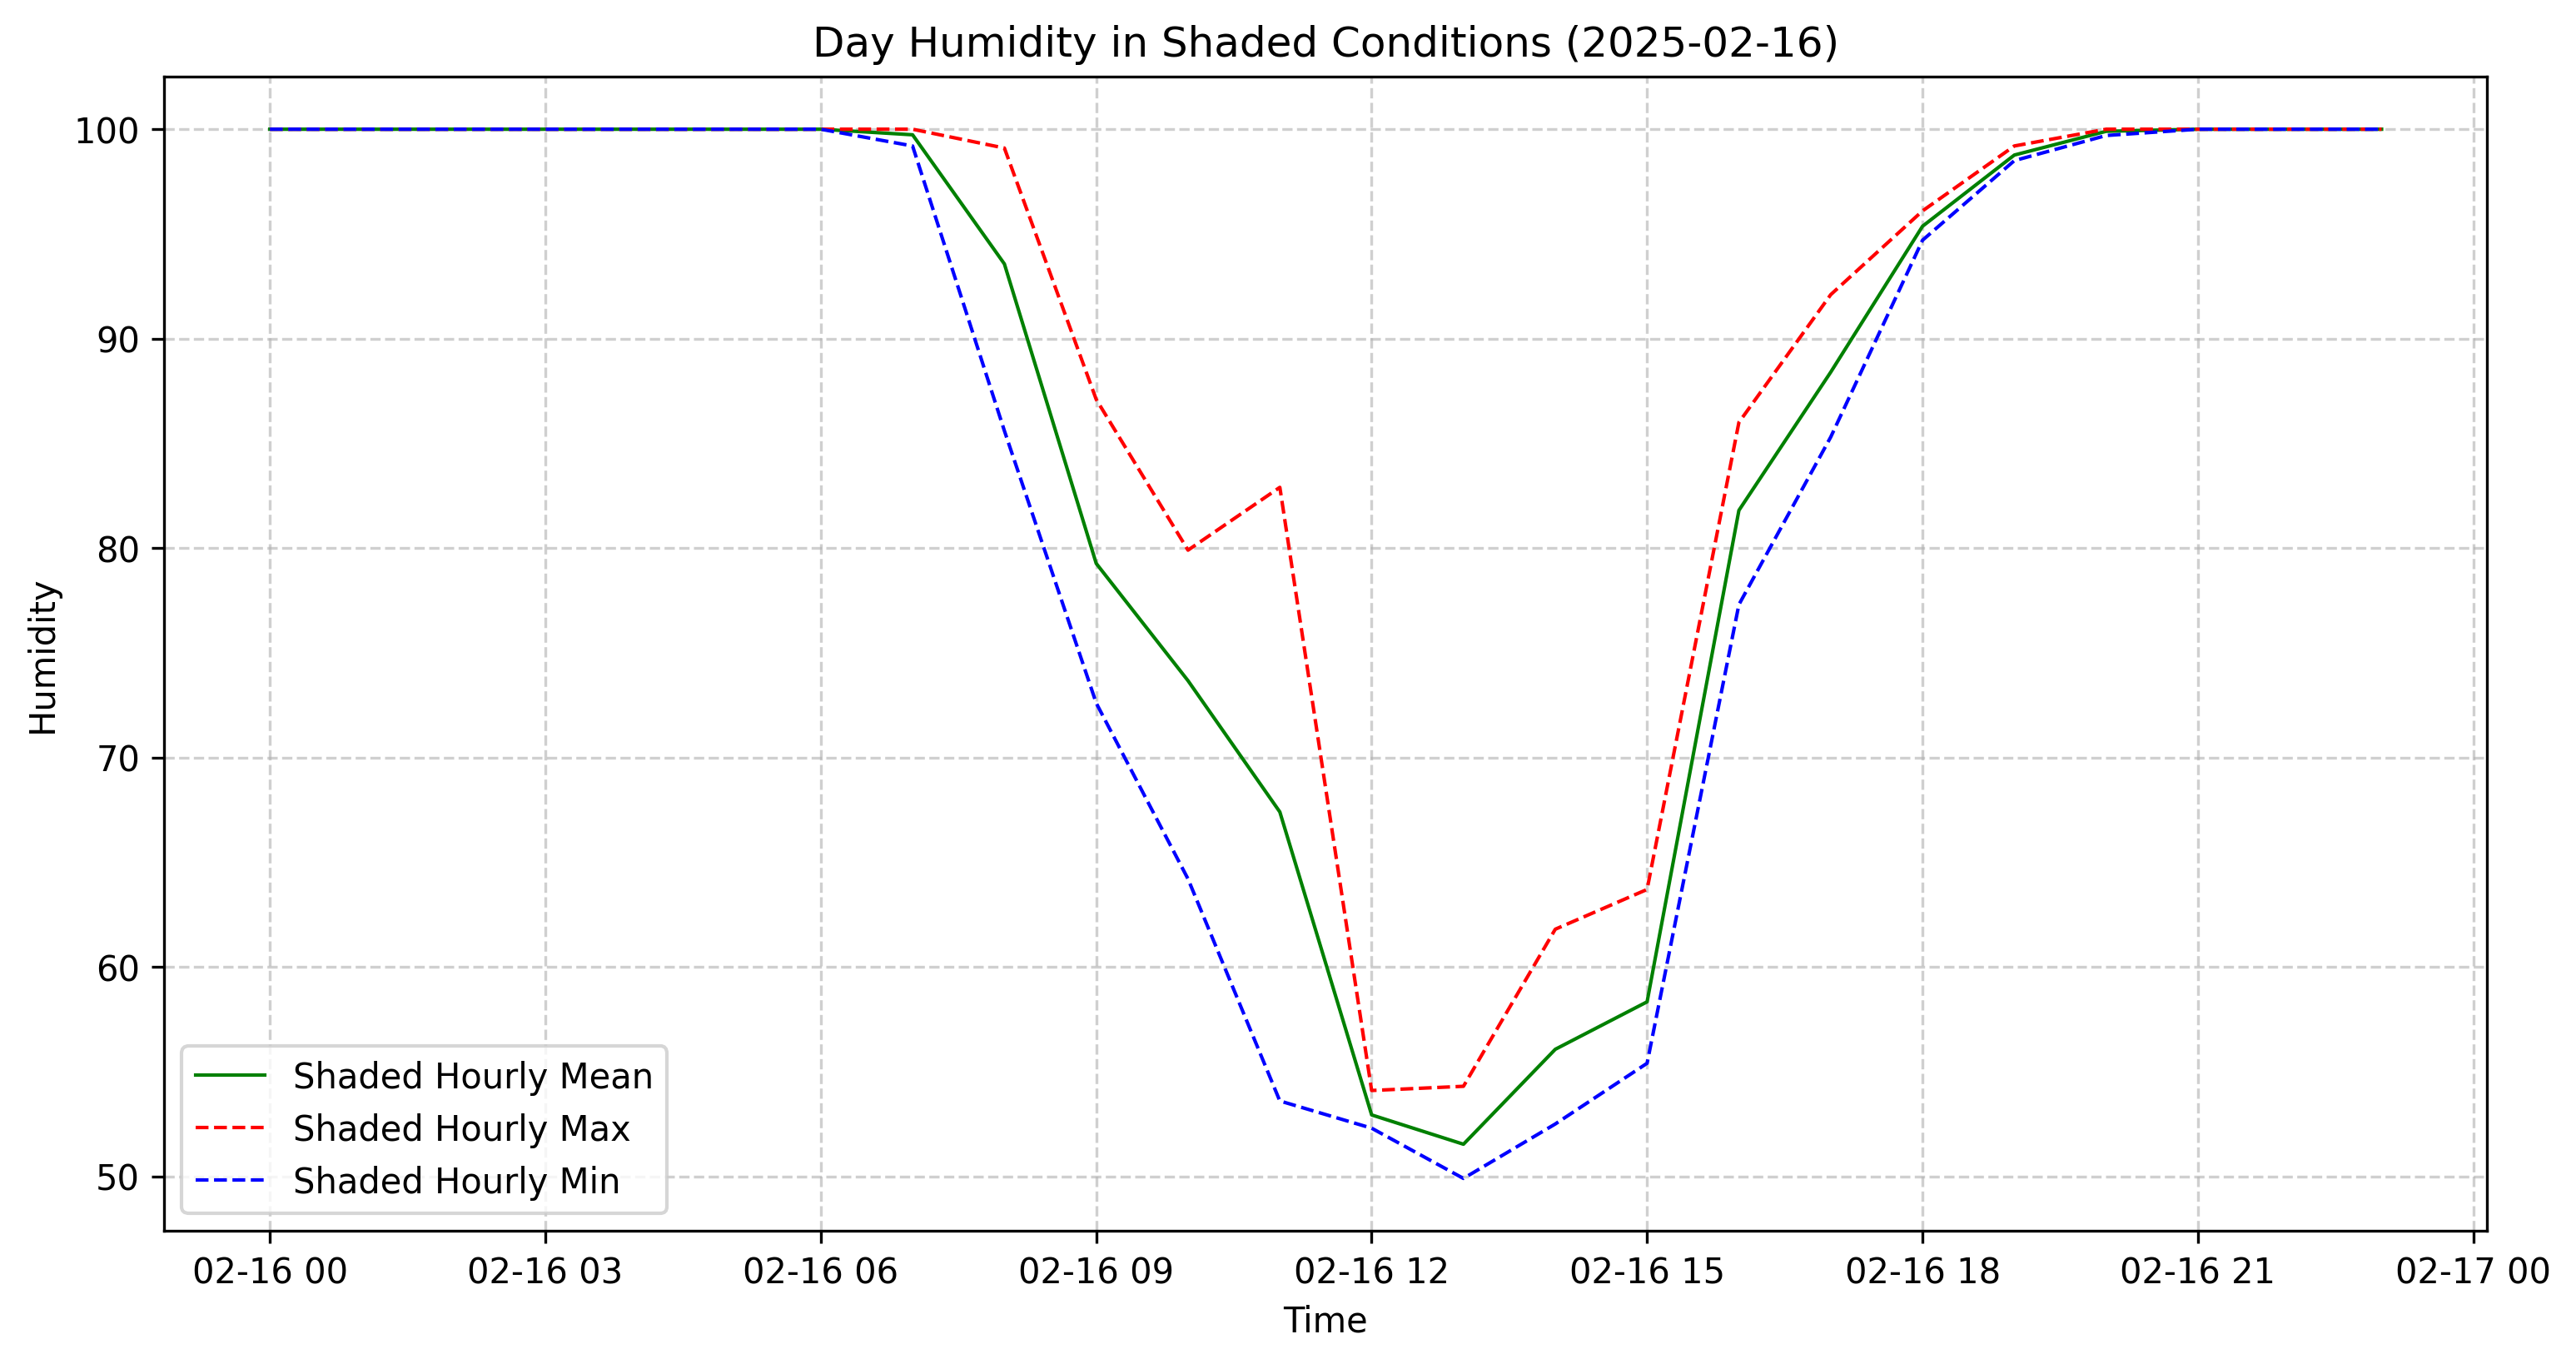 Day Humidity in Shaded Conditions (2025-02-16)
100
90
80
70
60
50
Humidity
Shaded Hourly Mean
Shaded Hourly Max
Shaded Hourly Min
02-16 00 02-16 03 02-16 06 02-16 09 02-16 12 02-16 15 02-16 18 02-16 21 02-17 00
Time